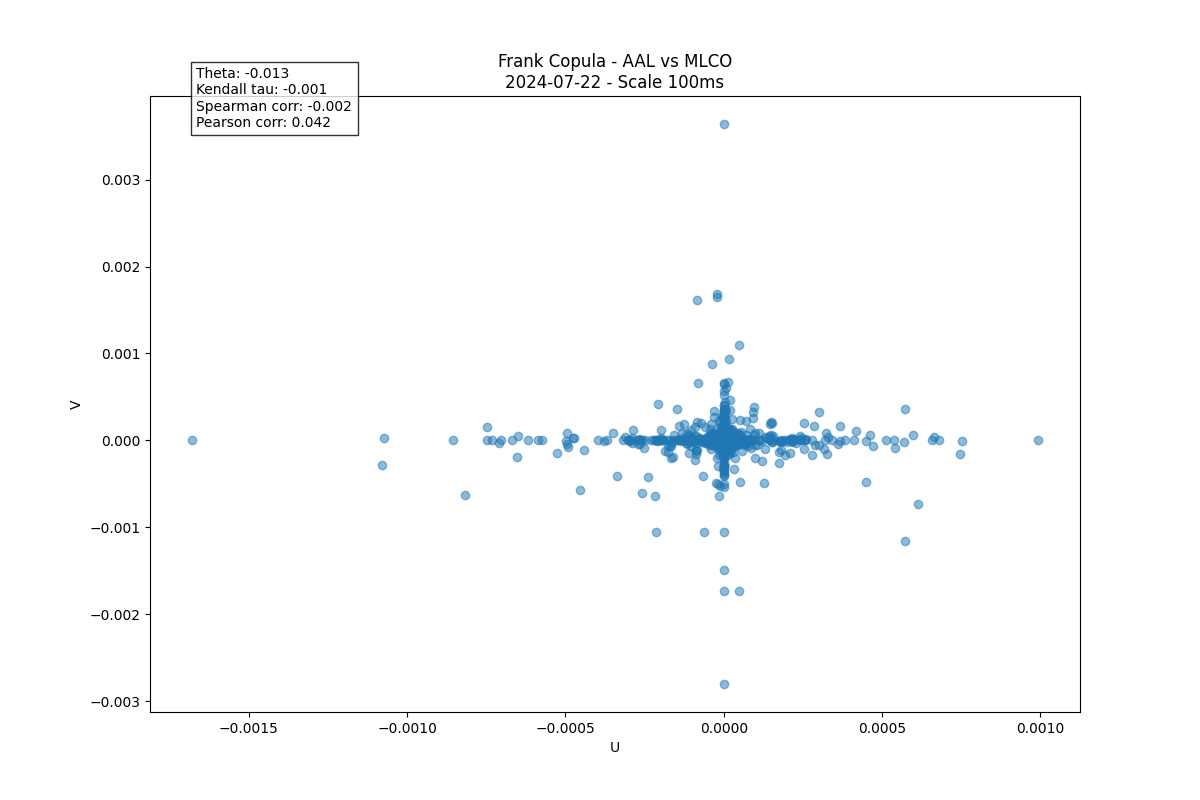 Frank Copula - AAL vs MLCO
2024-07-22 - Scale 100ms
Theta: -0.013
Kendall tau: -0.001
Spearman corr: -0.002
Pearson corr: 0.042
0.003
0.002
0.001
0.000
−0.001
−0.002
−0.003
V
−0.0015
−0.0010
−0.0005
0.0000
0.0005
0.0010
U